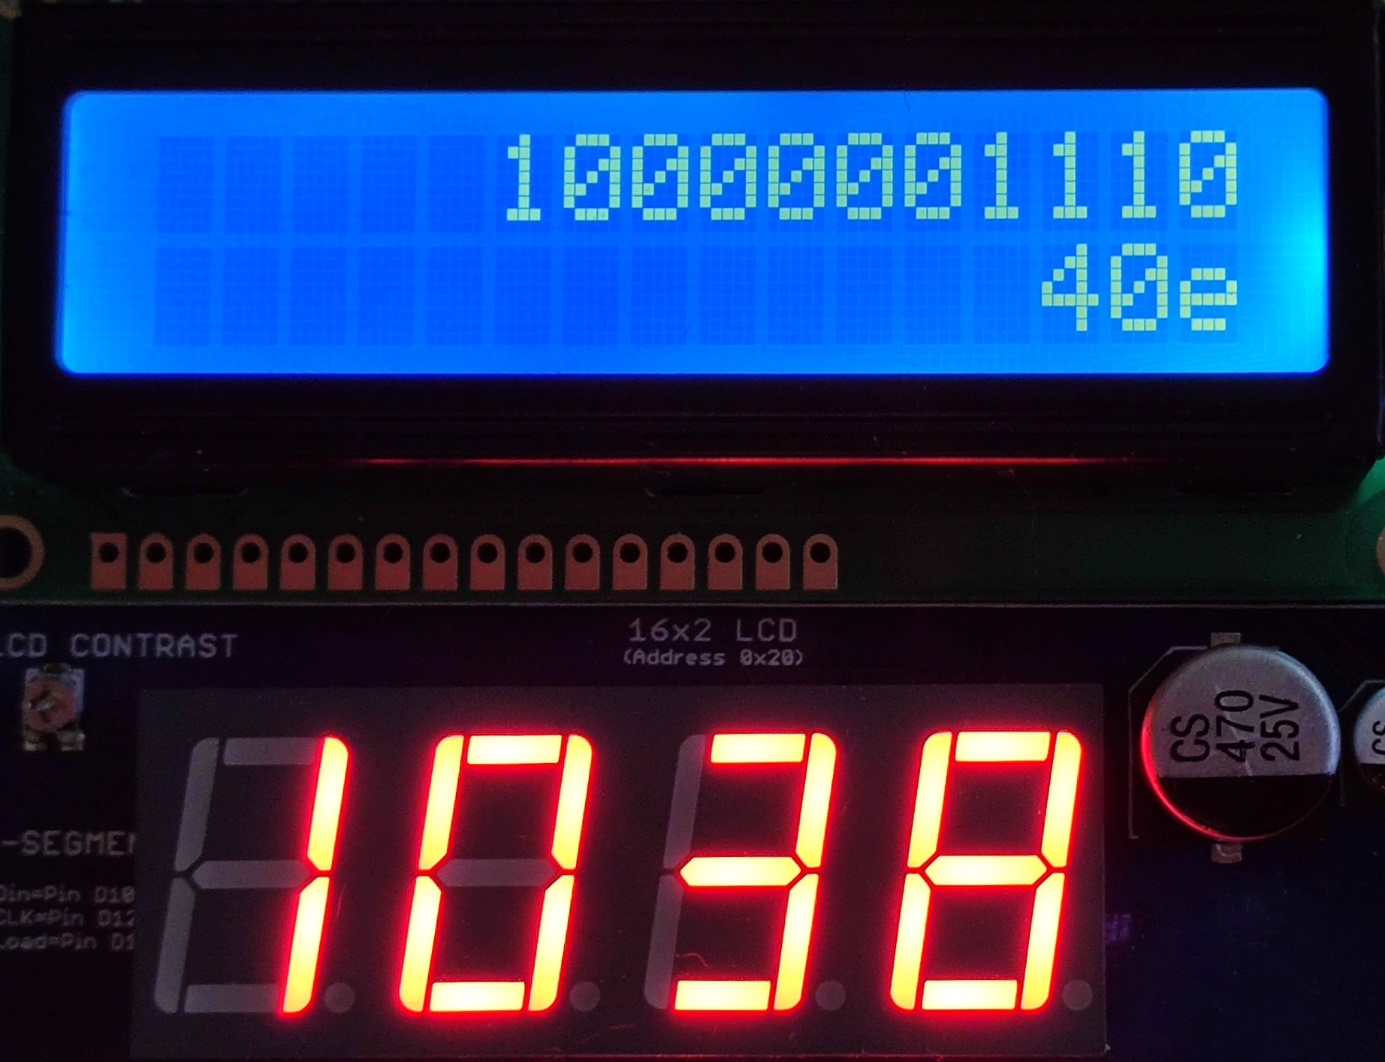 10000001110
40e
LCD CONTRAST
16x2 LCD
(Address 0x20)
CS
470
25V
CS
-SEGMEN
Din=Pin D10
CLK=Pin D12
Load=Pin D1
1038